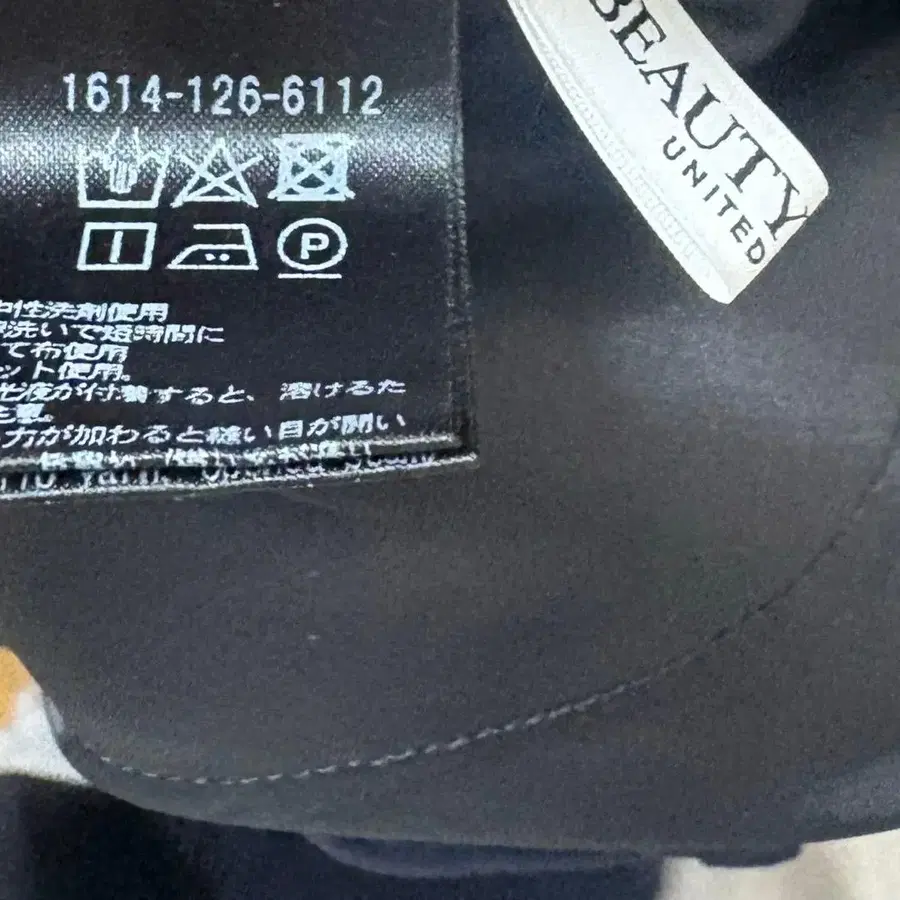 1614-126-6112
P
中性洗剤使用
洗いで短時間に
て布使用
ット使用。
が付着すると、溶けるた
注意。
力が加わると縫い目が開い
BEAUTY
UNITED